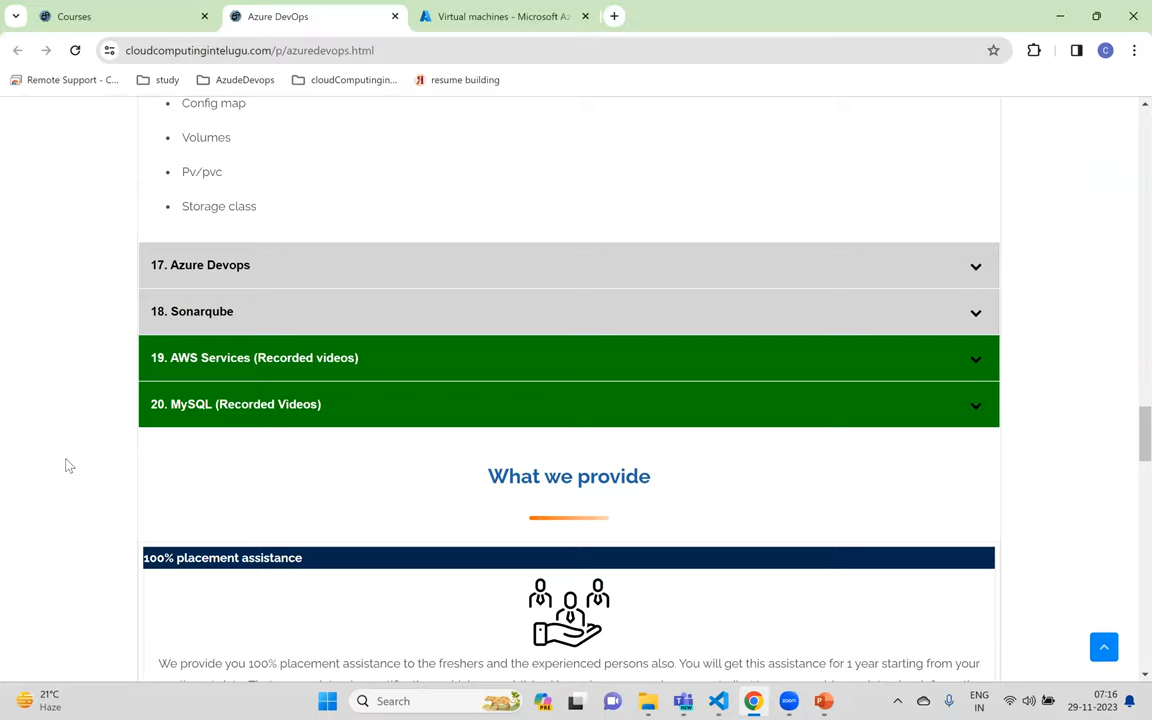 Courses
Azure DevOps
Virtual machines - Microsoft Az
cloudcomputingintelugu.com/p/azuredevops.html
C
Remote Support - C...
study
AzudeDevops
cloudComputingin...
resume building
Config map
Volumes
Pv/pvc
Storage class
17. Azure Devops
18. Sonarqube
19. AWS Services (Recorded videos)
20. MySQL (Recorded Videos)
What we provide
100% placement assistance
We provide you 100% placement assistance to the freshers and the experienced persons also. You will get this assistance for 1 year starting from your
21°C
Haze
Search
PRE
NEW
zoom
ENG
IN
07:16
29-11-2023